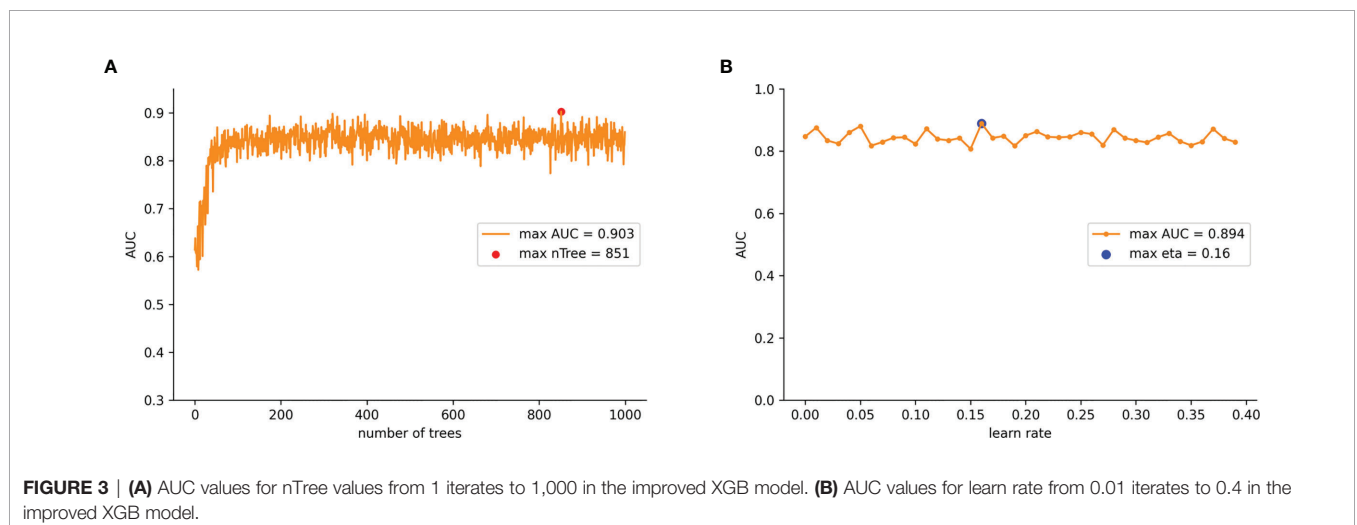 A
0.9
0.8
0.7
0.6
0.5
0.4
0.3
AUC
0
200
400
600
800
1000
number of trees
max AUC = 0.903
max nTree = 851
B
1.0
0.8
0.6
0.4
0.2
0.0
AUC
0.00
0.05
0.10
0.15
0.20
0.25
0.30
0.35
0.40
learn rate
max AUC = 0.894
max eta = 0.16
FIGURE 3 | (A) AUC values for nTree values from 1 iterates to 1,000 in the improved XGB model. (B) AUC values for learn rate from 0.01 iterates to 0.4 in the
improved XGB model.